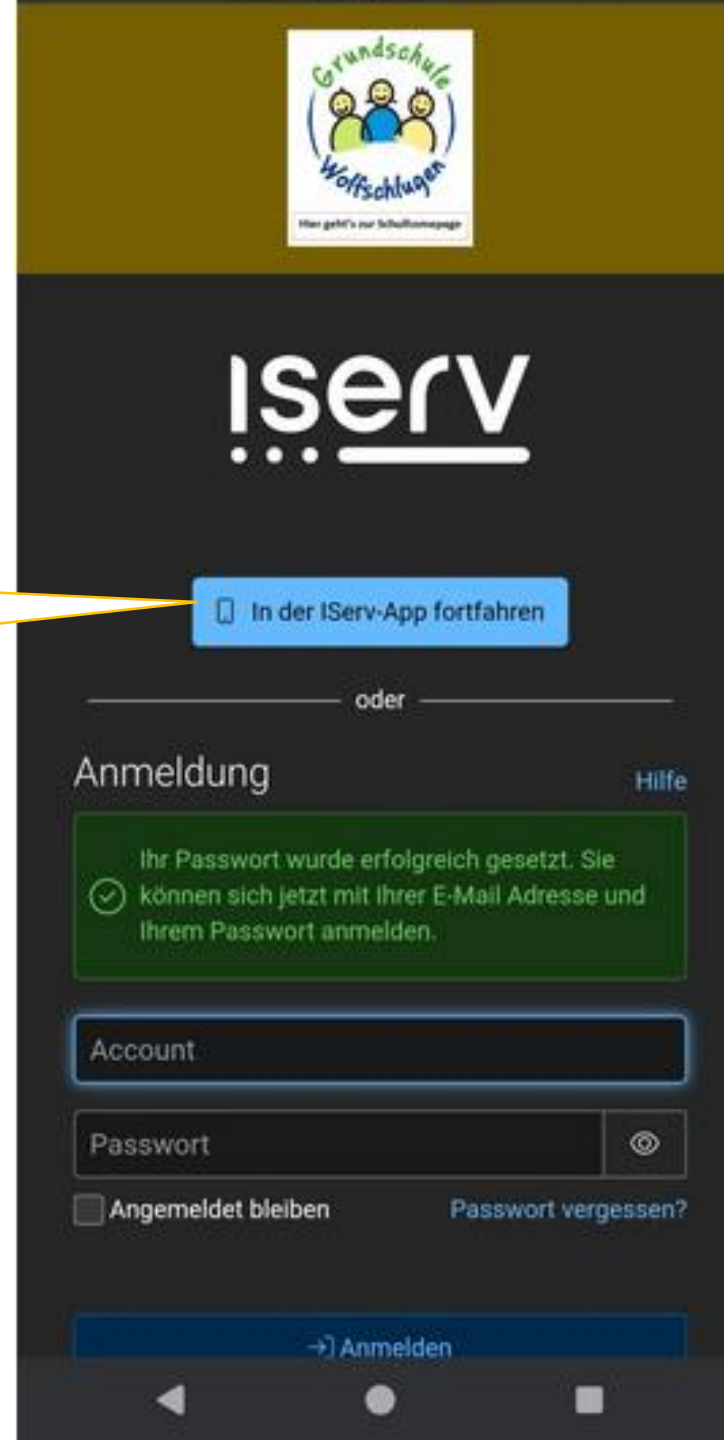 Grundschule
Wolfschlugen
Hier geht's zur Schulhomepage
ıserv
In der IServ-App fortfahren
oder
Anmeldung
Hilfe
Ihr Passwort wurde erfolgreich gesetzt. Sie
können sich jetzt mit Ihrer E-Mail Adresse und
Ihrem Passwort anmelden.
Account
Passwort
Angemeldet bleiben
Passwort vergessen?
Anmelden